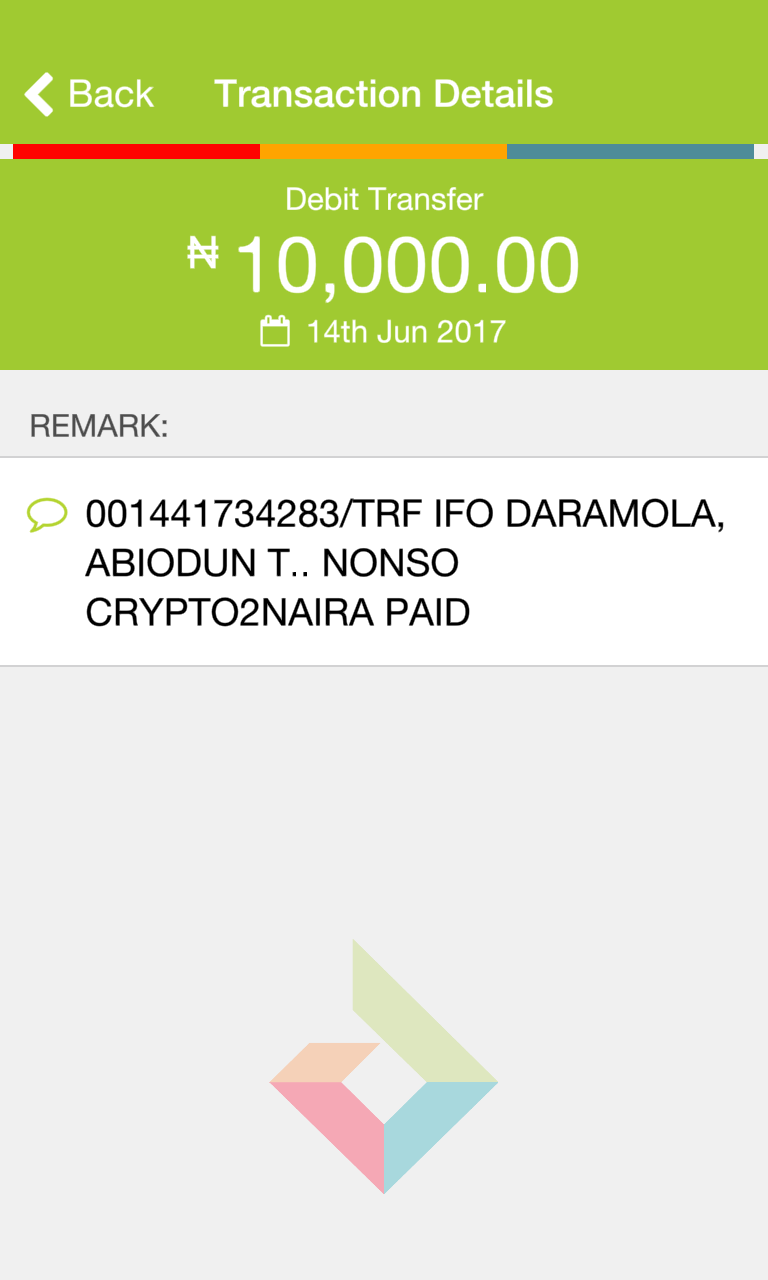 Back Transaction Details
Debit Transfer
₦ 10,000.00
14th Jun 2017
REMARK:
001441734283/TRF IFO DARAMOLA,
ABIODUN T.. NONSO
CRYPTO2NAIRA PAID